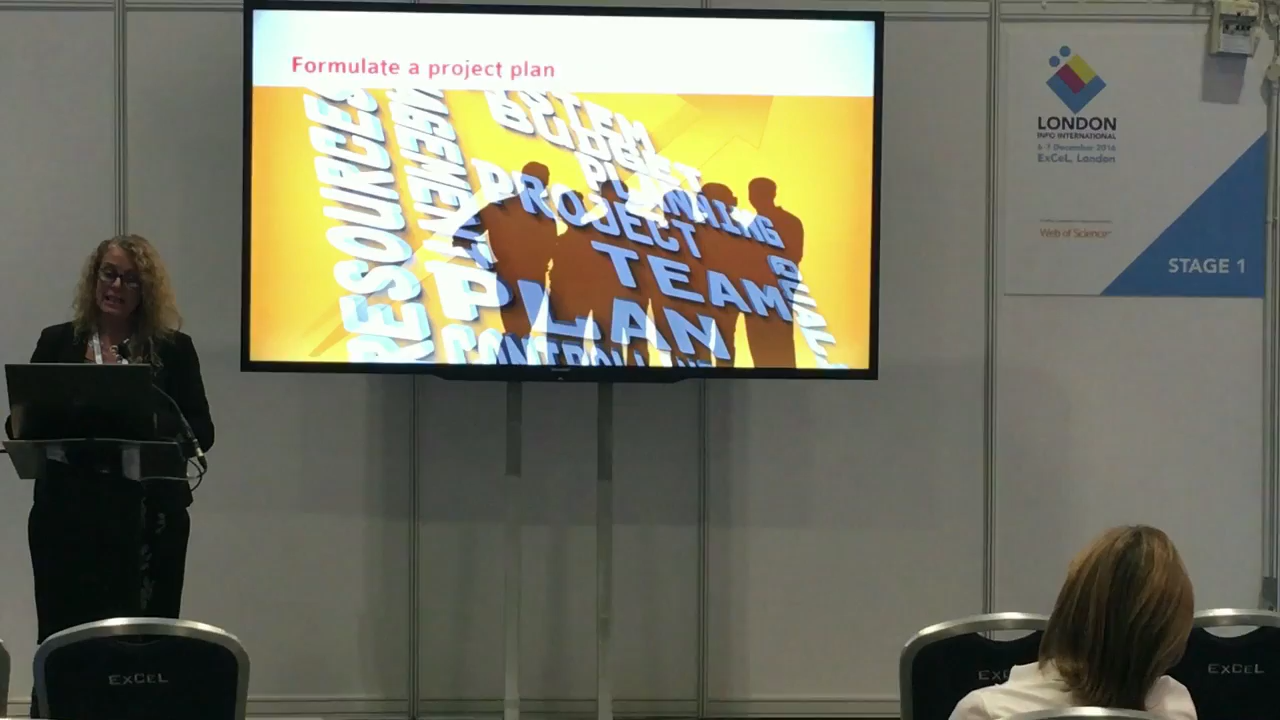 Formulate a project plan
RESOURCES
BUDGET
PLANNING
PROJECT
TEAM
PLAN
LONDON
INFO INTERNATIONAL
6-7 December 2016
ExCeL, London
Web of Science
STAGE 1
EXCEL
EXCEL